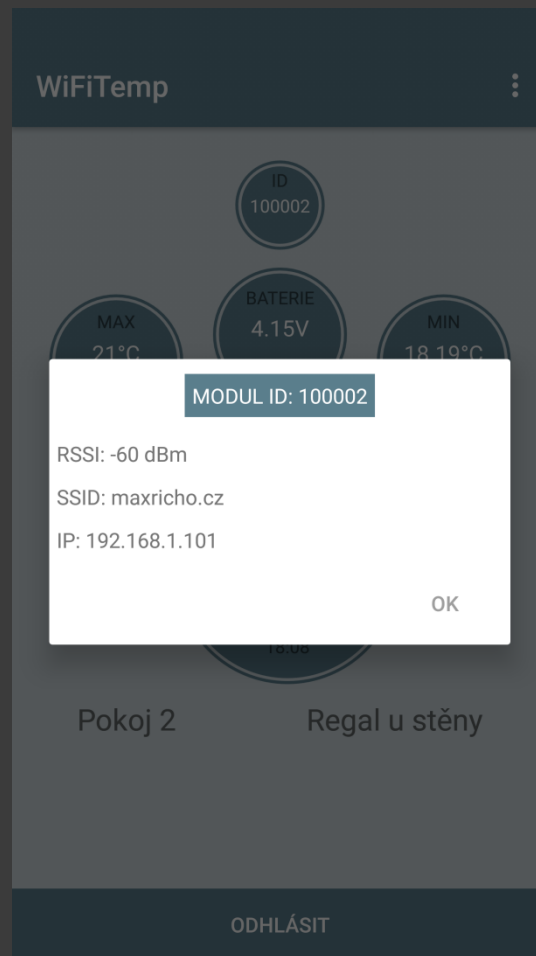 WiFiTemp
ID
100002
BATERIE
4.15V
MAX
21°C
MIN
18.19°C
MODUL ID: 100002
RSSI: -60 dBm
SSID: maxricho.cz
IP: 192.168.1.101
OK
18:08
Pokoj 2
Regal u stěny
ODHLÁSIT